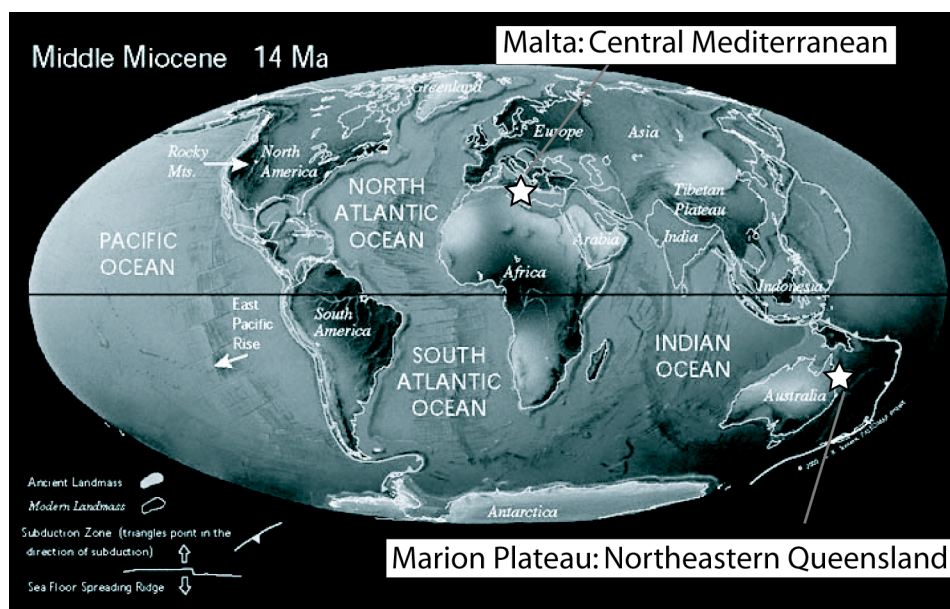 Malta: Central Mediterranean
Middle Miocene 14 Ma
Greenland
Rocky
Mts.
North
America
Europe
Asia
NORTH
ATLANTIC
OCEAN
Tibetan
Plateau
PACIFIC
OCEAN
Arabia
India
Africa
Indonesia
East
Pacific
Rise
South
America
SOUTH
ATLANTIC
OCEAN
INDIAN
OCEAN
Australia
Ancient Landmass
Modern Landmass
Subduction Zone (triangles point in the
direction of subduction)
Sea Floor Spreading Ridge
Antarctica
Marion Plateau: Northeastern Queensland